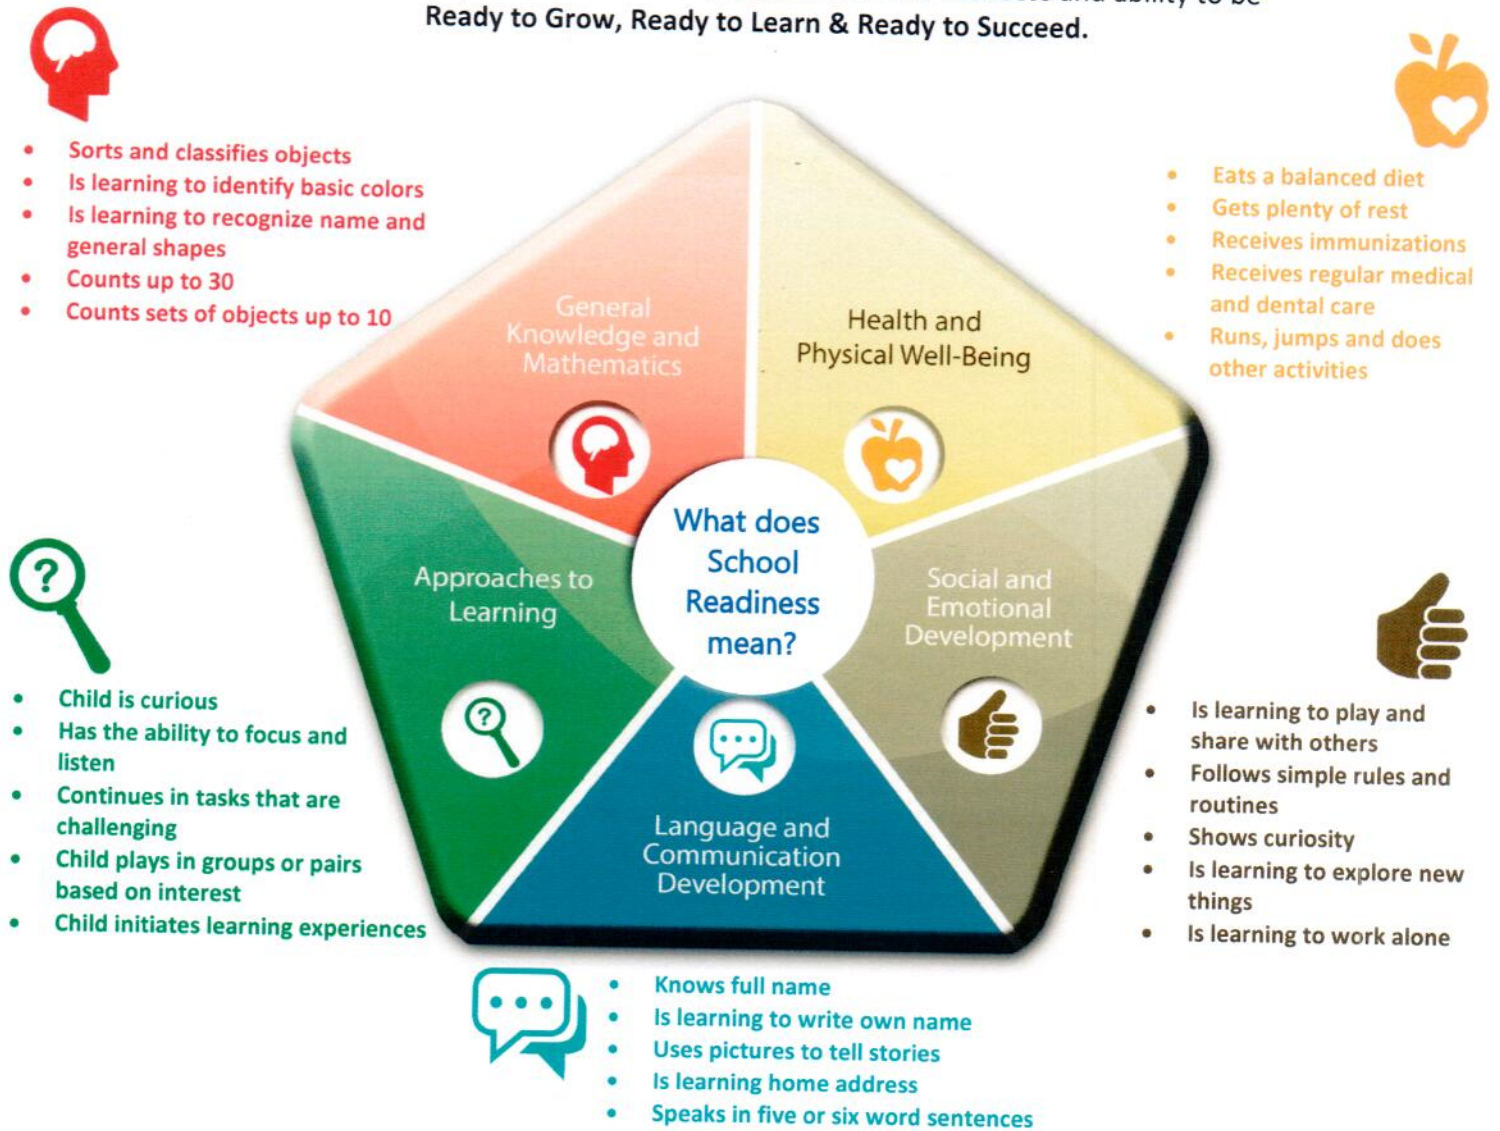 and ability to be
Ready to Grow, Ready to Learn & Ready to Succeed.
• Sorts and classifies objects
• Is learning to identify basic colors
• Is learning to recognize name and
general shapes
• Counts up to 30
• Counts sets of objects up to 10
• Eats a balanced diet
• Gets plenty of rest
• Receives immunizations
• Receives regular medical
and dental care
• Runs, jumps and does
other activities
General
Knowledge and
Mathematics
Health and
Physical Well-Being
What does
School
Readiness
mean?
Approaches to
Learning
Social and
Emotional
Development
Language and
Communication
Development
?
?
• Child is curious
• Has the ability to focus and
listen
• Continues in tasks that are
challenging
• Child plays in groups or pairs
based on interest
• Child initiates learning experiences
• Is learning to play and
share with others
• Follows simple rules and
routines
• Shows curiosity
• Is learning to explore new
things
• Is learning to work alone
• Knows full name
• Is learning to write own name
• Uses pictures to tell stories
• Is learning home address
• Speaks in five or six word sentences